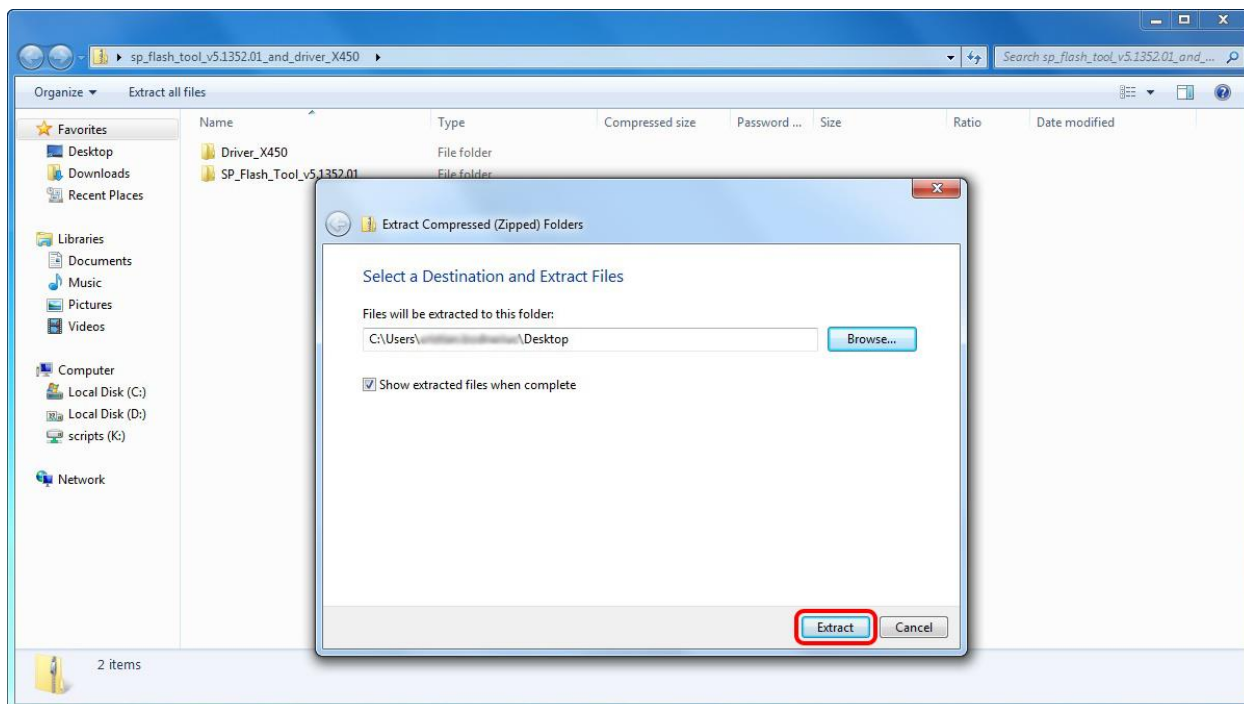 sp_flash_tool_v5.1352.01_and_driver_X450
Search sp_flash_tool_v5.1352.01_and_...
Organize
Extract all files
Name Type Compressed size Password ... Size Ratio Date modified
Favorites
Desktop
Downloads
Recent Places
Libraries
Documents
Music
Pictures
Videos
Computer
Local Disk (C:)
Local Disk (D:)
scripts (K:)
Network
Driver_X450 File folder
SP_Flash_Tool_v5.1352.01 File folder
Extract Compressed (Zipped) Folders
Select a Destination and Extract Files
Files will be extracted to this folder:
C:\Users\ \Desktop
Browse...
Show extracted files when complete
Extract Cancel
2 items